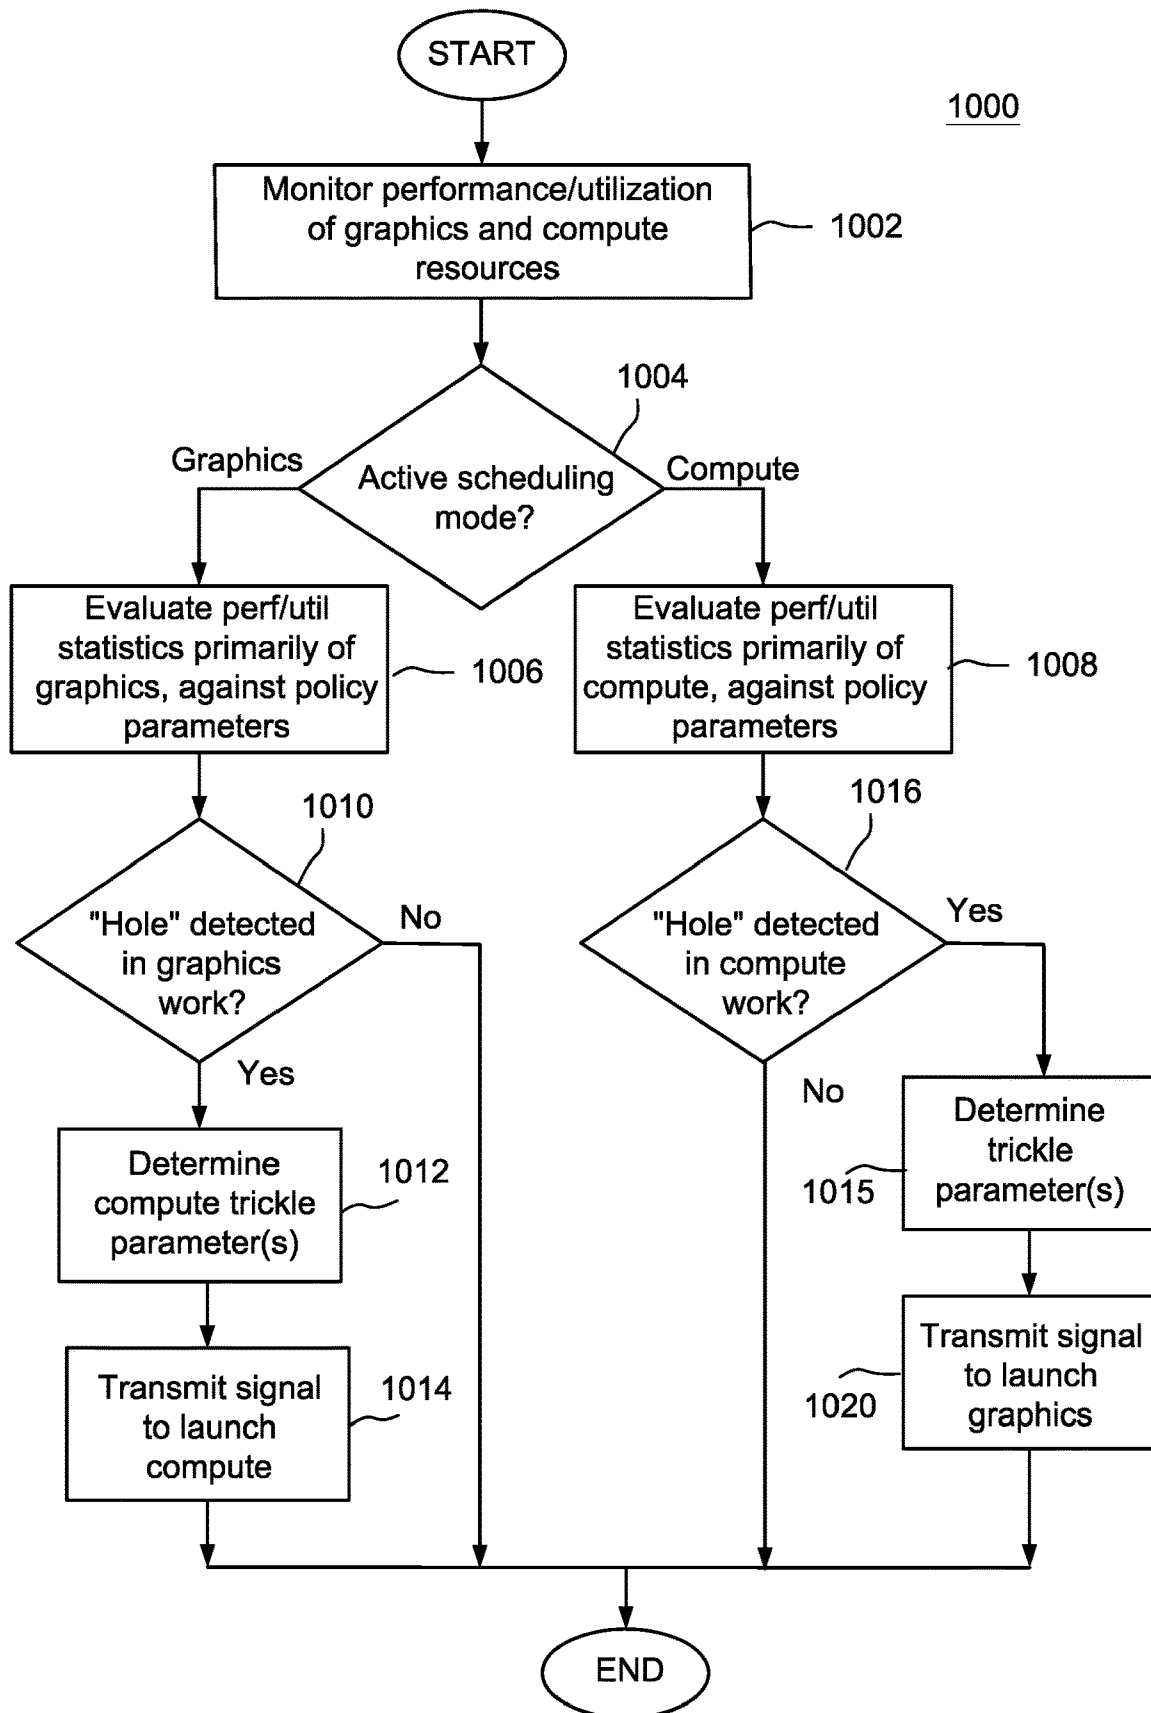 START
1000
Monitor performance/utilization
of graphics and compute
resources
1002
1004
Graphics
Active scheduling
mode?
Compute
Evaluate perf/util
statistics primarily of
graphics, against policy
parameters
1006
Evaluate perf/util
statistics primarily of
compute, against policy
parameters
1008
1010
"Hole" detected
in graphics
work?
No
Yes
1016
"Hole" detected
in compute
work?
Yes
No
Determine
compute trickle
parameter(s)
1012
Determine
trickle
parameter(s)
1015
Transmit signal
to launch
compute
1014
Transmit signal
to launch
graphics
1020
END